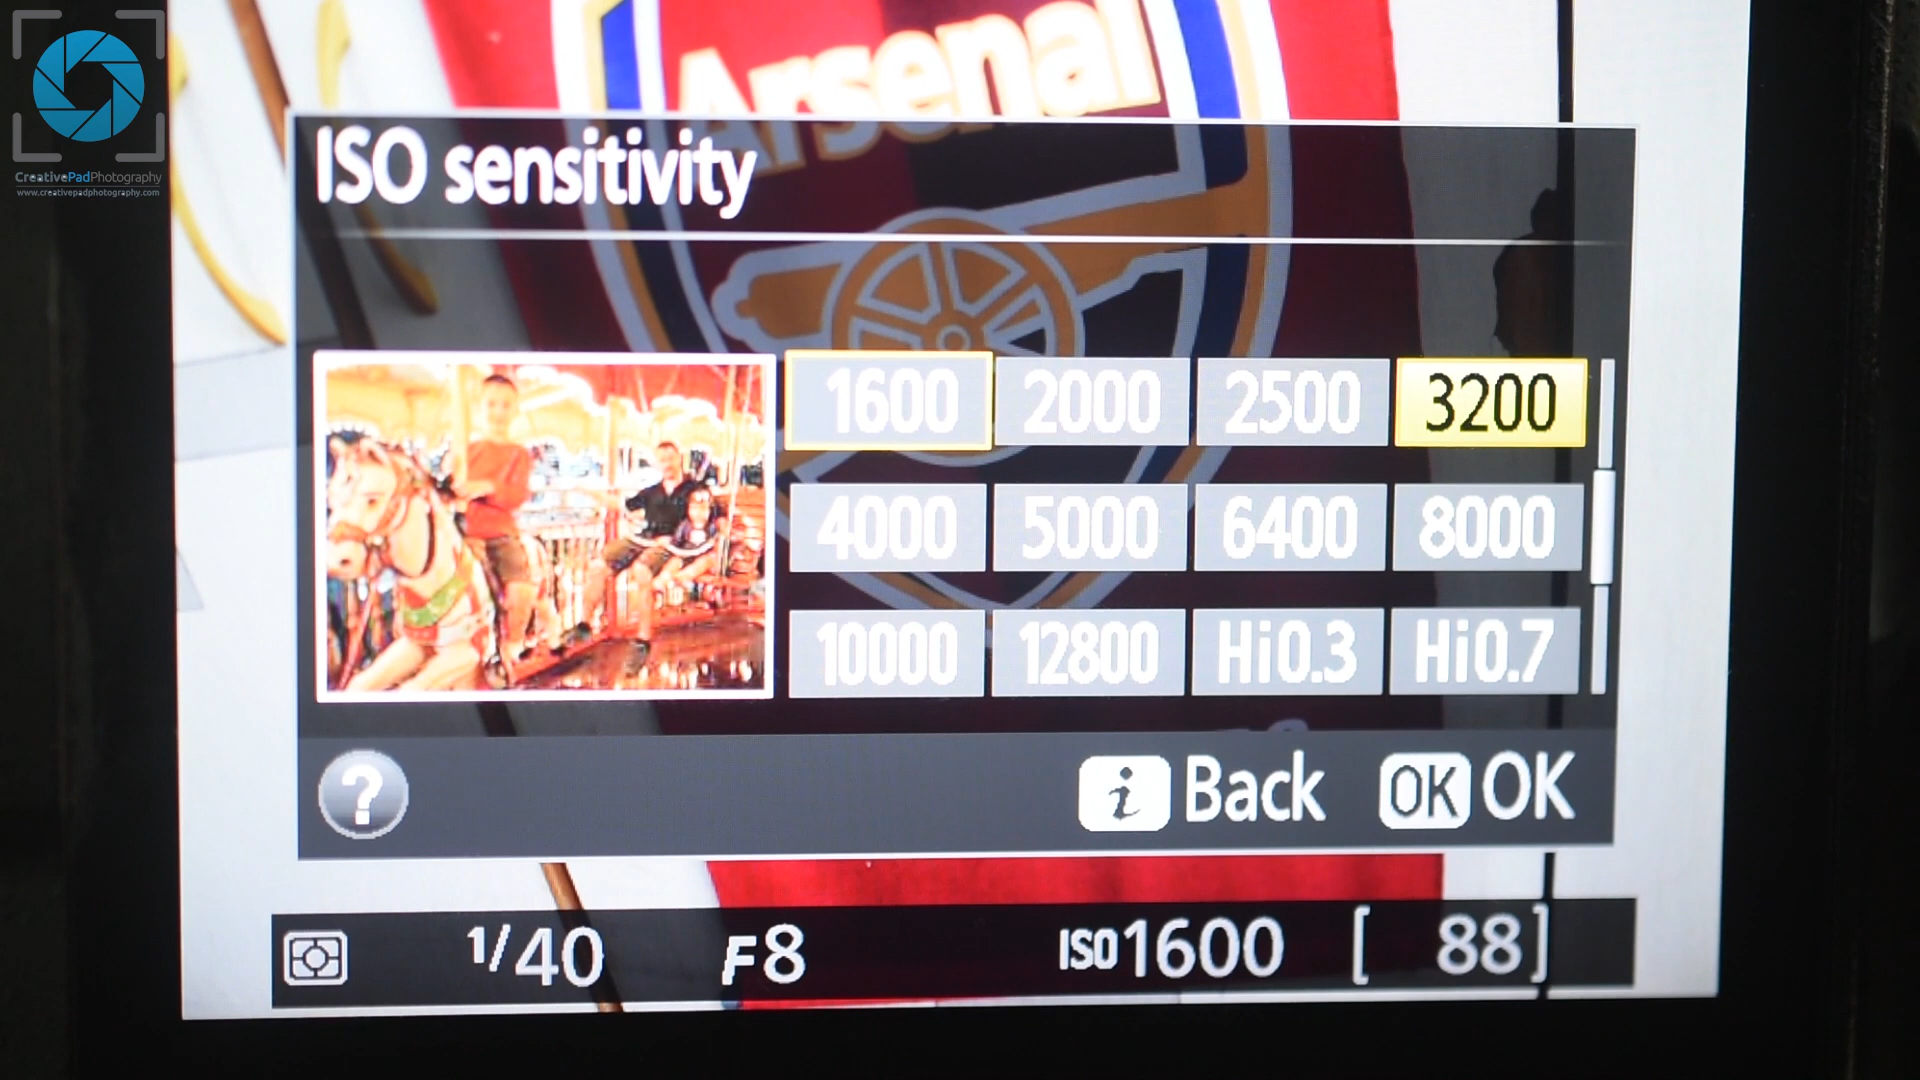 Arsenal
CreativePadPhotography
www.creativepadphotography.com
ISO sensitivity
1600 2000 2500 3200
4000 5000 6400 8000
10000 12800 Hi0.3 Hi0.7
? i Back OK OK
1/40 F8 ISO1600 [ 88]